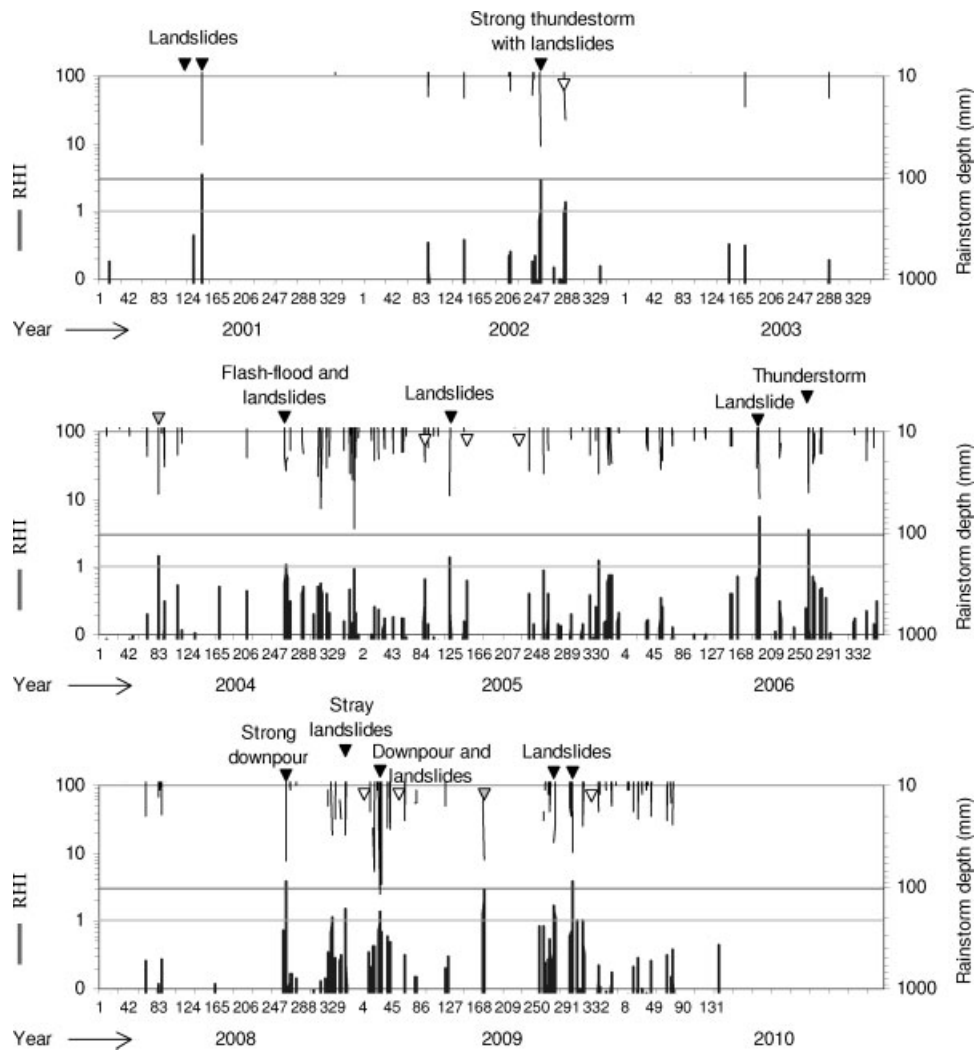 Landslides
Strong thundestorm
with landslides
100 10
10
RHI
100
1
0 1000
Rainstorm depth (mm)
1 42 83 124 165 206 247 288 329 1 42 83 124 165 206 247 288 329 1 42 83 124 165 206 247 288 329
Year 2001 2002 2003
Flash-flood and
landslides
Landslides
Thunderstorm
Landslide
100 10
10
RHI
100
1
0 1000
Rainstorm depth (mm)
1 42 83 124 165 206 247 288 329 2 43 84 125 166 207 248 289 330 4 45 86 127 168 209 250 291 332
Year 2004 2005 2006
Strong
downpour
Stray
landslides
Downpour and
landslides
Landslides
100 10
10
RHI
100
1
0 1000
Rainstorm depth (mm)
1 42 83 124 165 206 247 288 329 4 45 86 127 168 209 250 291 332 8 49 90 131
Year 2008 2009 2010